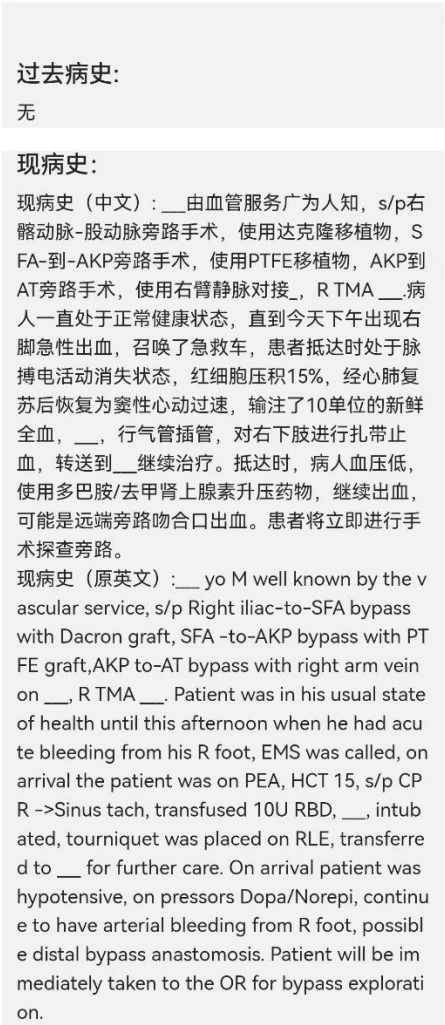 过去病史:
无
现病史:
现病史（中文）: ___由血管服务广为人知，s/p右
髂动脉-股动脉旁路手术，使用达克隆移植物，S
FA-到-AKP旁路手术，使用PTFE移植物，AKP到
AT旁路手术，使用右臂静脉对接_，R TMA ___.病
人一直处于正常健康状态，直到今天下午出现右
脚急性出血，召唤了急救车，患者抵达时处于脉
搏电活动消失状态，红细胞压积15%，经心肺复
苏后恢复为窦性心动过速，输注了10单位的新鲜
全血，___，行气管插管，对右下肢进行扎带止
血，转送到___继续治疗。抵达时，病人血压低，
使用多巴胺/去甲肾上腺素升压药物，继续出血，
可能是远端旁路吻合口出血。患者将立即进行手
术探查旁路。
现病史（原英文）:___ yo M well known by the v
ascular service, s/p Right iliac-to-SFA bypass
with Dacron graft, SFA -to-AKP bypass with PT
FE graft,AKP to-AT bypass with right arm vein
on ___, R TMA ___. Patient was in his usual state
of health until this afternoon when he had acu
te bleeding from his R foot, EMS was called, on
arrival the patient was on PEA, HCT 15, s/p CP
R ->Sinus tach, transfused 10U RBD, ___, intub
ated, tourniquet was placed on RLE, transferre
d to ___ for further care. On arrival patient was
hypotensive, on pressors Dopa/Norepi, continu
e to have arterial bleeding from R foot, possibl
e distal bypass anastomosis. Patient will be im
mediately taken to the OR for bypass explorati
on.